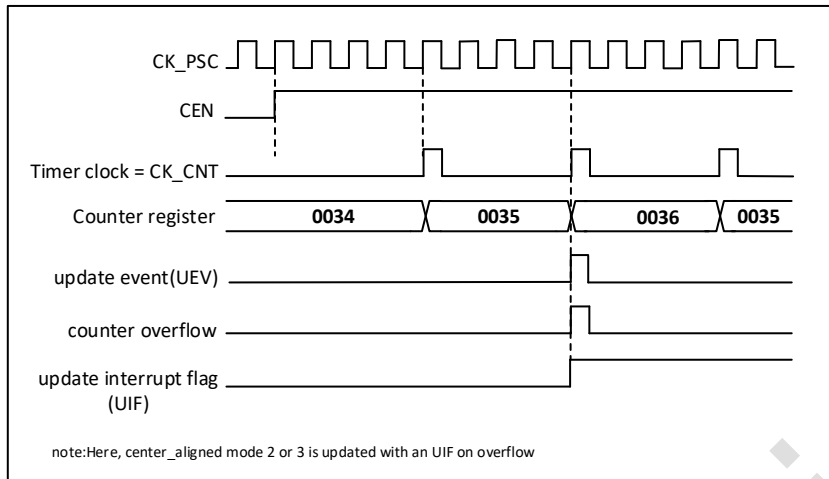 CK_PSC
CEN
Timer clock = CK_CNT
Counter register 0034 0035 0036 0035
update event(UEV)
counter overflow
update interrupt flag
(UIF)
note:Here, center_aligned mode 2 or 3 is updated with an UIF on overflow